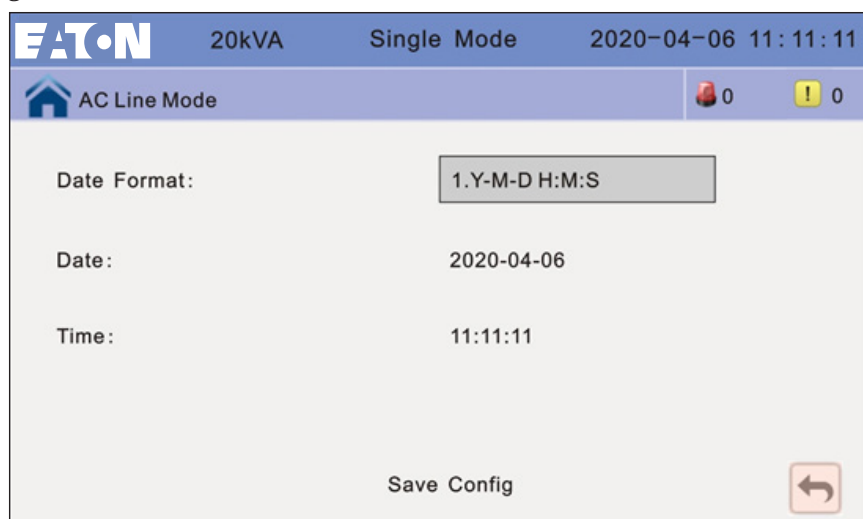 EATON 20kVA Single Mode 2020-04-06 11:11:11
AC Line Mode 0 ! 0
Date Format: 1.Y-M-D H:M:S
Date: 2020-04-06
Time: 11:11:11
Save Config